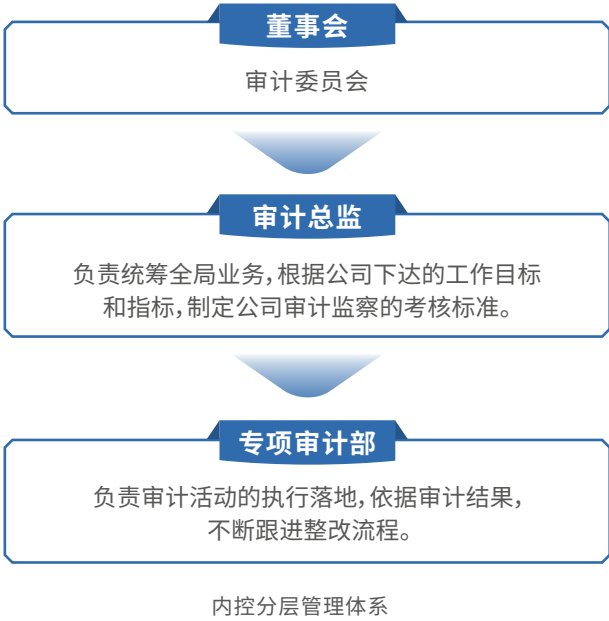 董事会
审计委员会
审计总监
负责统筹全局业务,根据公司下达的工作目标
和指标,制定公司审计监察的考核标准。
专项审计部
负责审计活动的执行落地,依据审计结果,
不断跟进整改流程。
内控分层管理体系